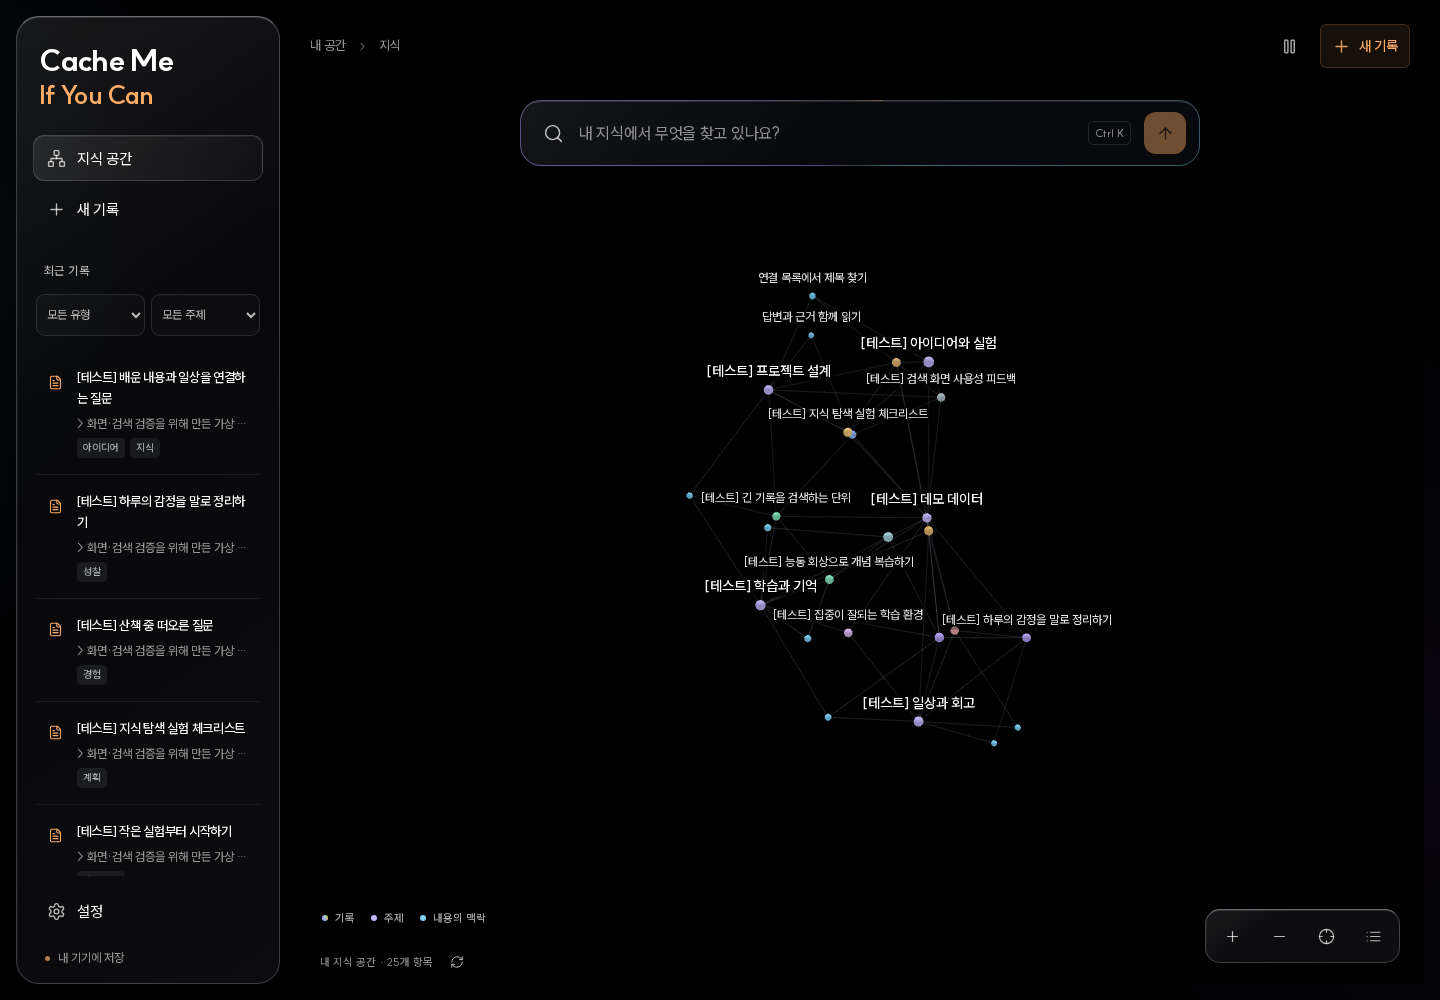 Cache Me
If You Can
지식 공간
새 기록
최근 기록
모든 유형
모든 주제
[테스트] 배운 내용과 일상을 연결하
는 질문
> 화면·검색 검증을 위해 만든 가상 ...
아이디어 지식
[테스트] 하루의 감정을 말로 정리하
기
> 화면·검색 검증을 위해 만든 가상 ...
성찰
[테스트] 산책 중 떠오른 질문
> 화면·검색 검증을 위해 만든 가상 ...
경험
[테스트] 지식 탐색 실험 체크리스트
> 화면·검색 검증을 위해 만든 가상 ...
계획
[테스트] 작은 실험부터 시작하기
> 화면·검색 검증을 위해 만든 가상 ...
설정
내 기기에 저장
내 공간 > 지식
새 기록
내 지식에서 무엇을 찾고 있나요?
Ctrl K
연결 목록에서 제목 찾기
답변과 근거 함께 읽기
[테스트] 아이디어와 실험
[테스트] 프로젝트 설계
[테스트] 검색 화면 사용성 피드백
[테스트] 지식 탐색 실험 체크리스트
[테스트] 긴 기록을 검색하는 단위
[테스트] 데모 데이터
[테스트] 능동 회상으로 개념 복습하기
[테스트] 학습과 기억
[테스트] 집중이 잘되는 학습 환경
[테스트] 하루의 감정을 말로 정리하기
[테스트] 일상과 회고
기록
주제
내용의 맥락
내 지식 공간 · 25개 항목